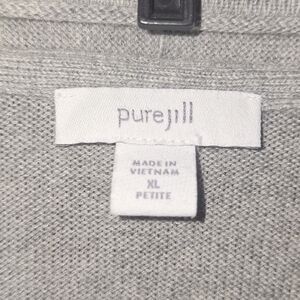 purejill
MADE IN
VIETNAM
XL
PETITE